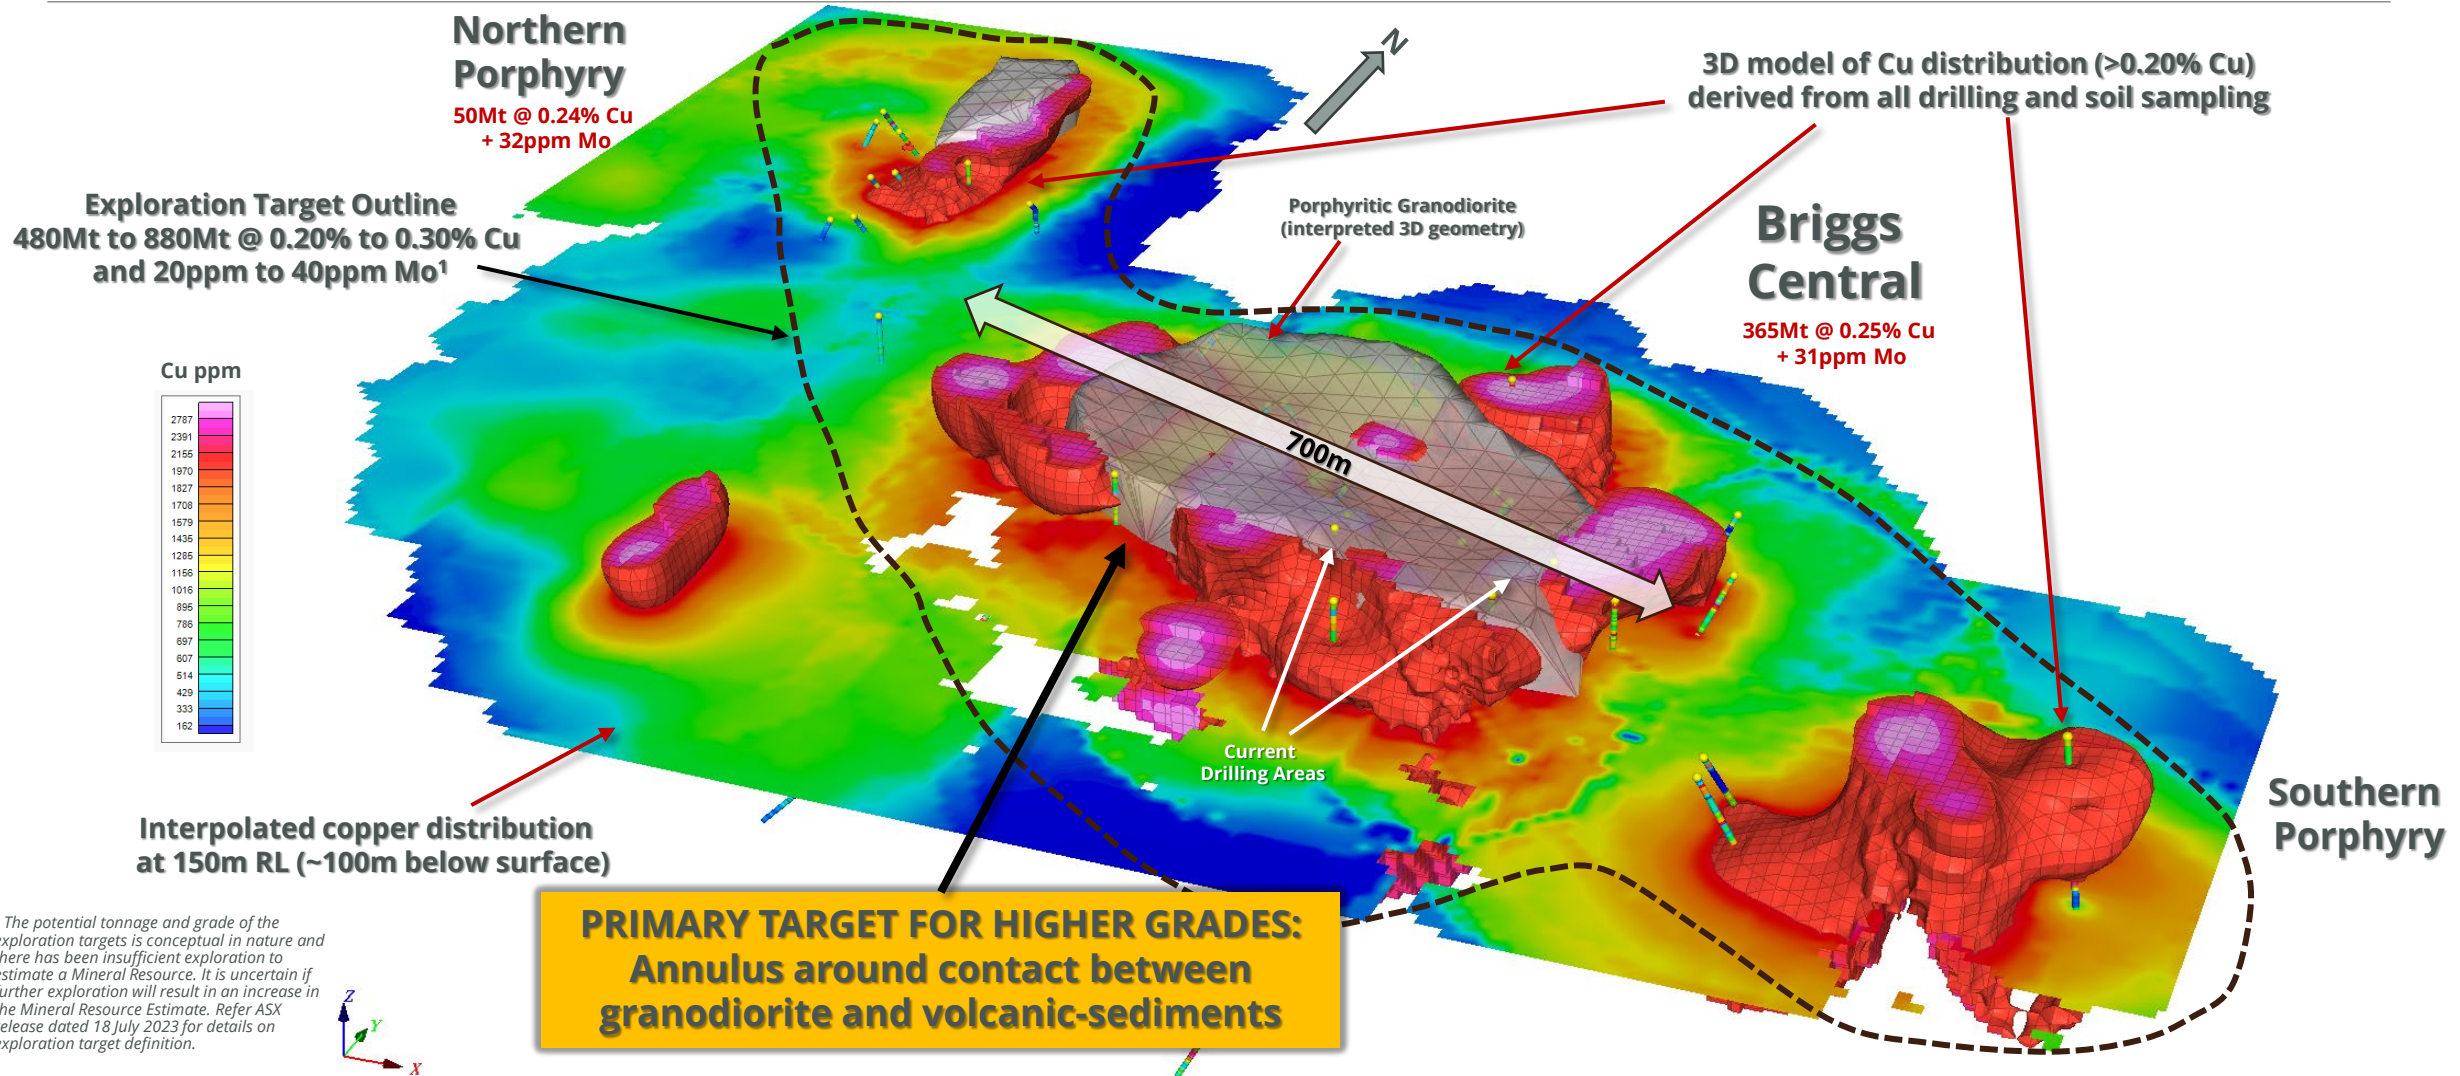 Northern
Porphyry
50Mt @ 0.24% Cu
+ 32ppm Mo
N
3D model of Cu distribution (>0.20% Cu)
derived from all drilling and soil sampling
Exploration Target Outline
480Mt to 880Mt @ 0.20% to 0.30% Cu
and 20ppm to 40ppm Mo¹
Porphyritic Granodiorite
(interpreted 3D geometry)
Briggs
Central
365Mt @ 0.25% Cu
+ 31ppm Mo
Cu ppm
2787
2391
2155
1970
1827
1708
1579
1435
1285
1156
1016
895
786
697
607
514
429
333
162
700m
Current
Drilling Areas
Southern
Porphyry
Interpolated copper distribution
at 150m RL (~100m below surface)
PRIMARY TARGET FOR HIGHER GRADES:
Annulus around contact between
granodiorite and volcanic-sediments
The potential tonnage and grade of the
exploration targets is conceptual in nature and
there has been insufficient exploration to
estimate a Mineral Resource. It is uncertain if
further exploration will result in an increase in
the Mineral Resource Estimate. Refer ASX
release dated 18 July 2023 for details on
exploration target definition.
Z
Y
X